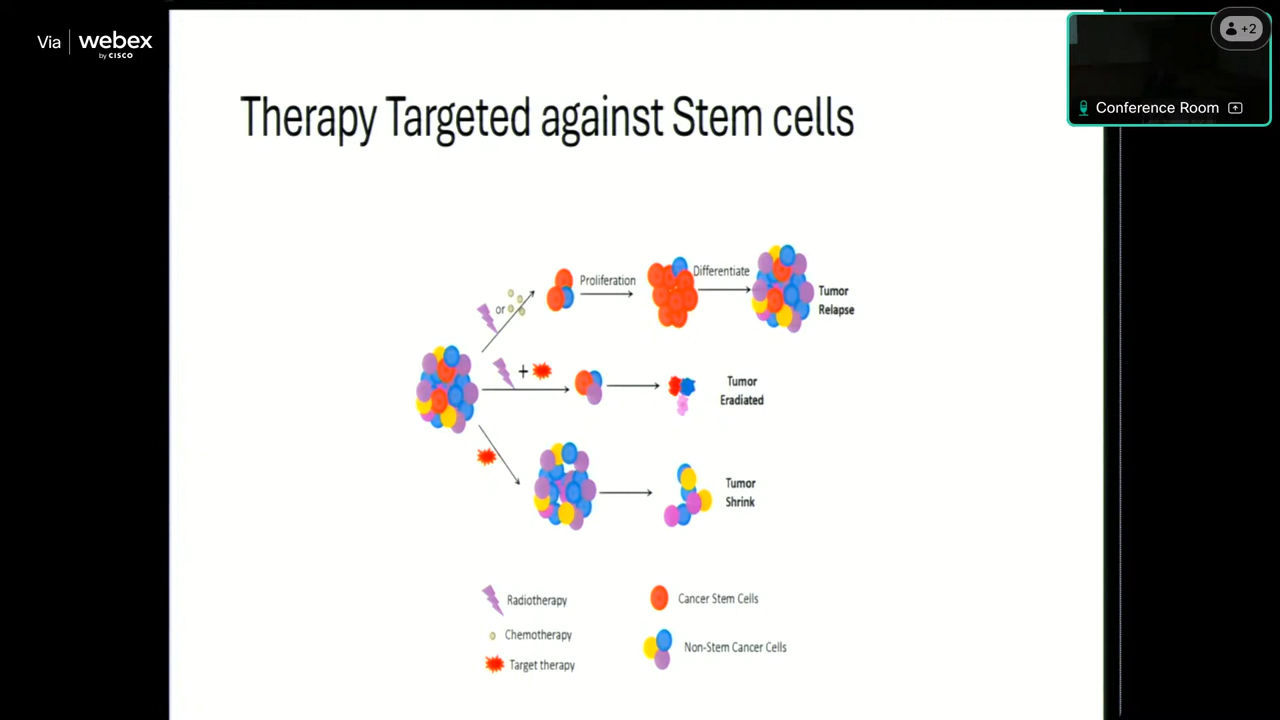 Via webex
by CISCO
+2
Conference Room
Therapy Targeted against Stem cells
or
Proliferation
Differentiate
Tumor
Relapse
+
Tumor
Eradiated
Tumor
Shrink
Radiotherapy
Cancer Stem Cells
Chemotherapy
Non-Stem Cancer Cells
Target therapy